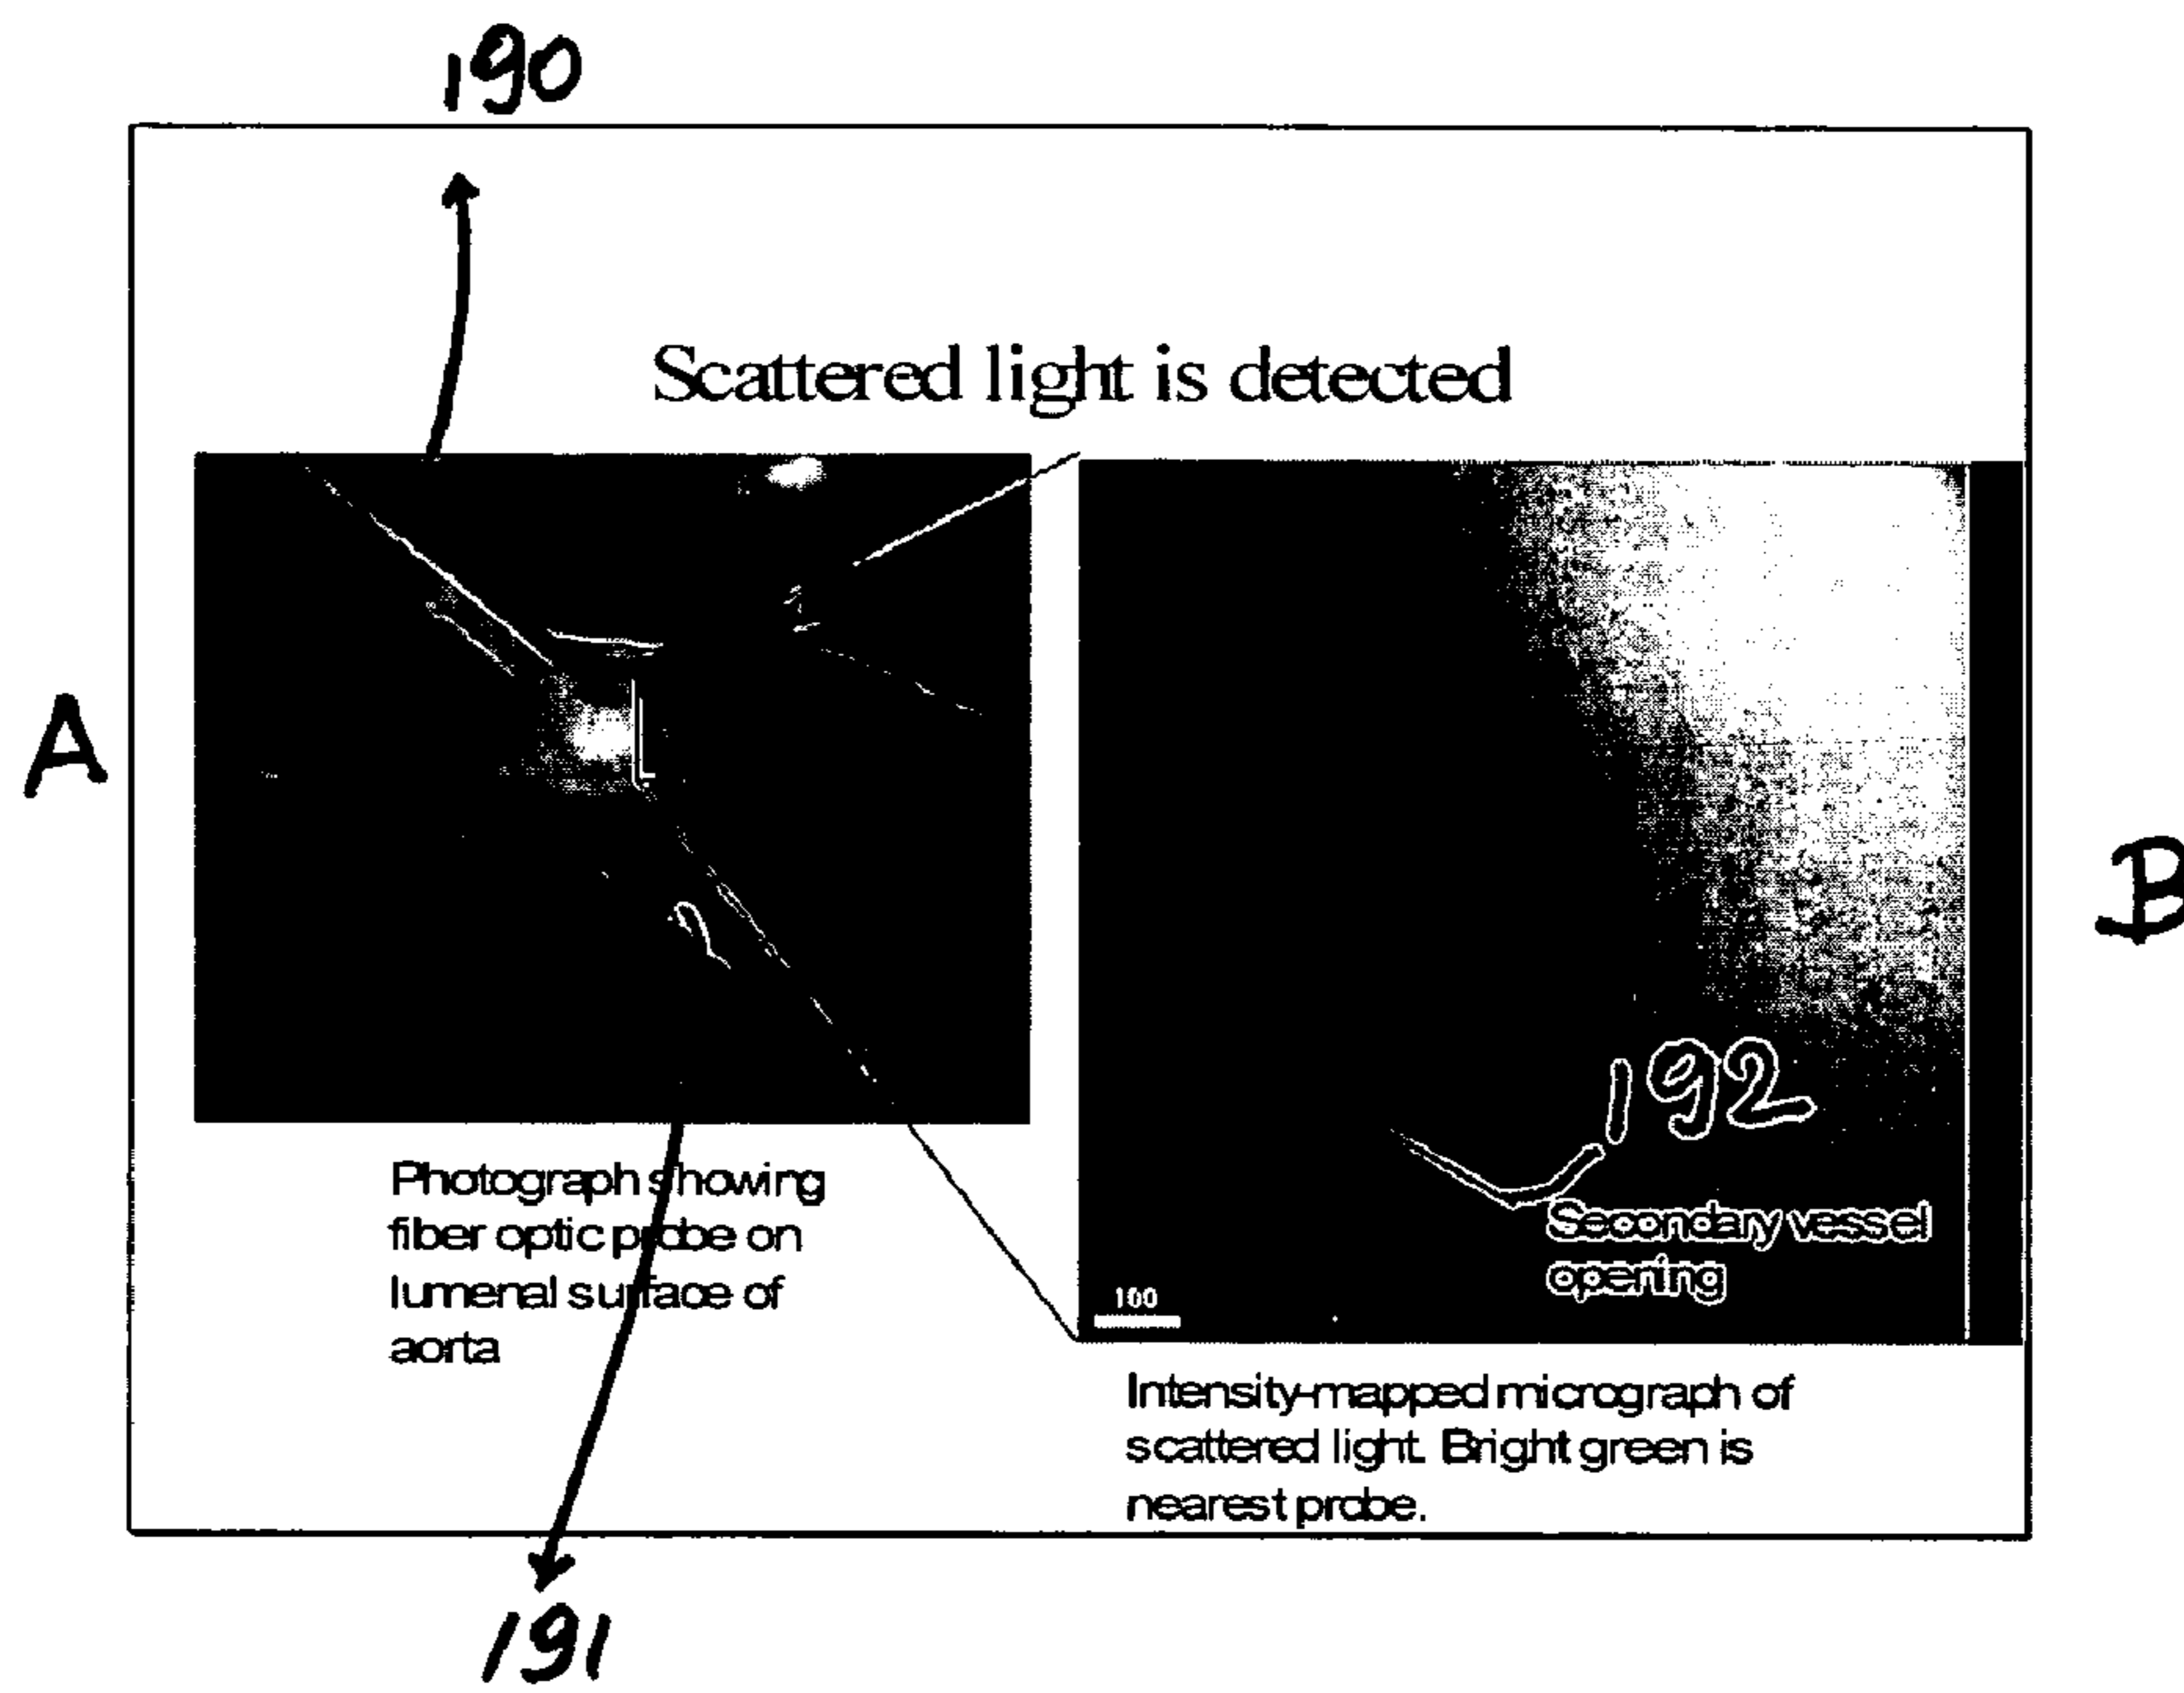 190
Scattered light is detected
A
B
192
Secondary vessel
opening
100
Photograph showing
fiber optic probe on
lumenal surface of
aorta
Intensity-mapped micrograph of
scattered light. Bright green is
nearest probe.
191